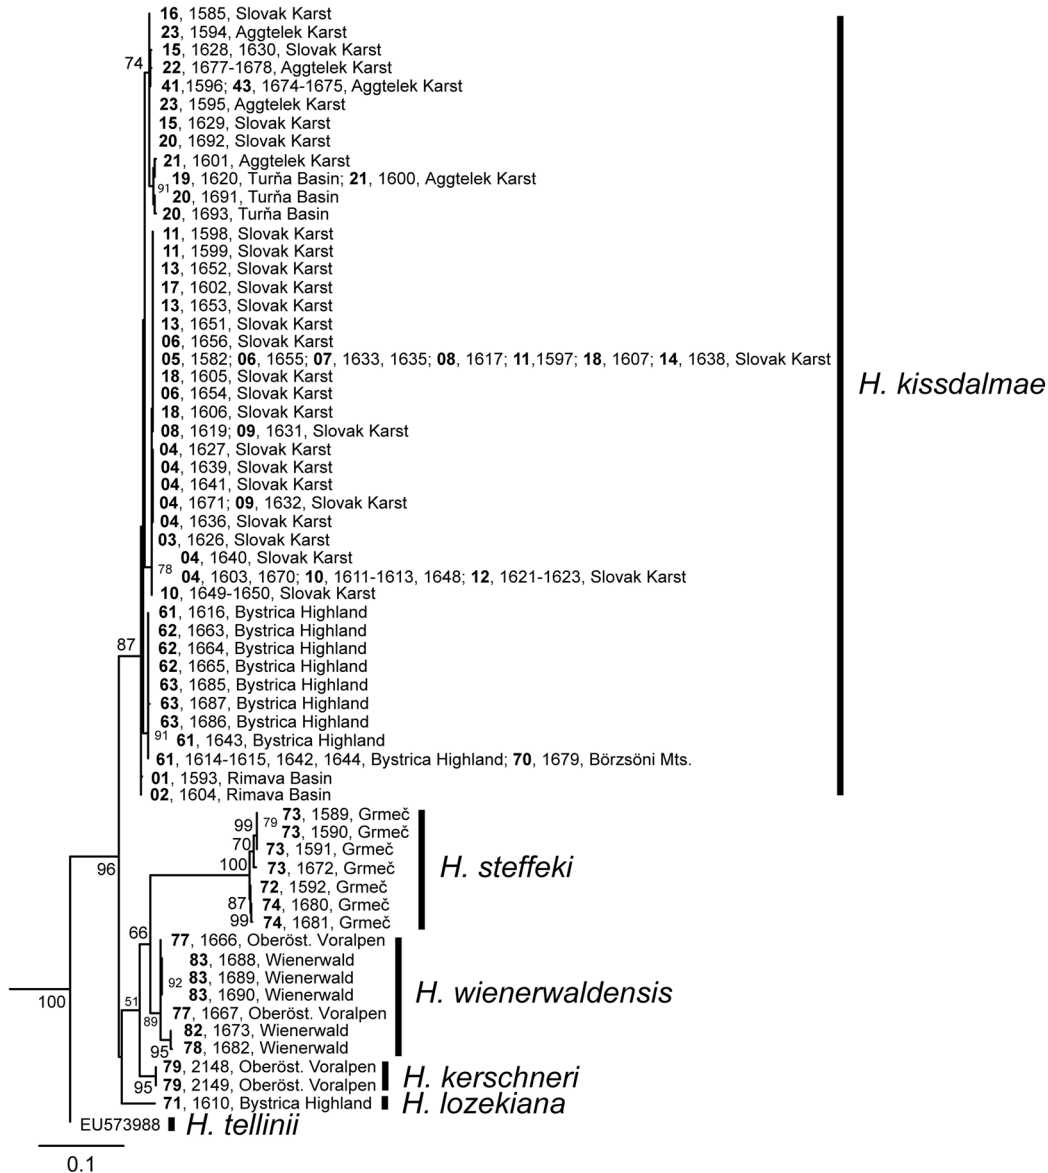 16, 1585, Slovak Karst
23, 1594, Aggtelek Karst
15, 1628, 1630, Slovak Karst
74
22, 1677-1678, Aggtelek Karst
41,1596; 43, 1674-1675, Aggtelek Karst
23, 1595, Aggtelek Karst
15, 1629, Slovak Karst
20, 1692, Slovak Karst
21, 1601, Aggtelek Karst
19, 1620, Turňa Basin; 21, 1600, Aggtelek Karst
91
20, 1691, Turňa Basin
20, 1693, Turňa Basin
11, 1598, Slovak Karst
11, 1599, Slovak Karst
13, 1652, Slovak Karst
17, 1602, Slovak Karst
13, 1653, Slovak Karst
13, 1651, Slovak Karst
06, 1656, Slovak Karst
05, 1582; 06, 1655; 07, 1633, 1635; 08, 1617; 11,1597; 18, 1607; 14, 1638, Slovak Karst
18, 1605, Slovak Karst
H. kissdalmae
06, 1654, Slovak Karst
18, 1606, Slovak Karst
08, 1619; 09, 1631, Slovak Karst
04, 1627, Slovak Karst
04, 1639, Slovak Karst
04, 1641, Slovak Karst
04, 1671; 09, 1632, Slovak Karst
04, 1636, Slovak Karst
03, 1626, Slovak Karst
04, 1640, Slovak Karst
78
04, 1603, 1670; 10, 1611-1613, 1648; 12, 1621-1623, Slovak Karst
10, 1649-1650, Slovak Karst
61, 1616, Bystrica Highland
62, 1663, Bystrica Highland
87
62, 1664, Bystrica Highland
62, 1665, Bystrica Highland
63, 1685, Bystrica Highland
63, 1687, Bystrica Highland
63, 1686, Bystrica Highland
91
61, 1643, Bystrica Highland
61, 1614-1615, 1642, 1644, Bystrica Highland; 70, 1679, Börzsöni Mts.
01, 1593, Rimava Basin
02, 1604, Rimava Basin
73, 1589, Grmeč
99
79
73, 1590, Grmeč
70
73, 1591, Grmeč
100
73, 1672, Grmeč
H. steffeki
96
72, 1592, Grmeč
87
74, 1680, Grmeč
99
74, 1681, Grmeč
66
77, 1666, Oberöst. Voralpen
83, 1688, Wienerwald
92
83, 1689, Wienerwald
83, 1690, Wienerwald
H. wienerwaldensis
100
51
77, 1667, Oberöst. Voralpen
89
82, 1673, Wienerwald
95
78, 1682, Wienerwald
79, 2148, Oberöst. Voralpen
H. kerschneri
95
79, 2149, Oberöst. Voralpen
71, 1610, Bystrica Highland
H. lozekiana
EU573988
H. tellinii
0.1